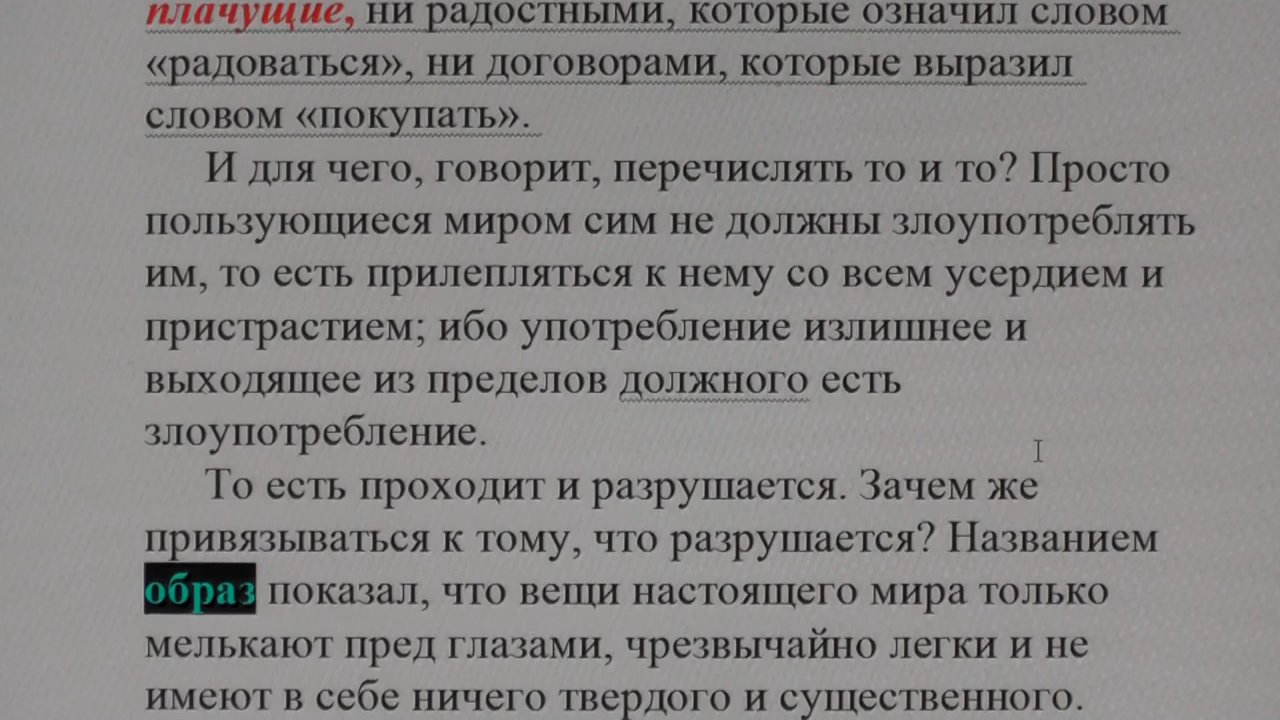 плачущие, ни радостными, которые означил словом
«радоваться», ни договорами, которые выразил
словом «покупать».
И для чего, говорит, перечислять то и то? Просто
пользующиеся миром сим не должны злоупотреблять
им, то есть прилепляться к нему со всем усердием и
пристрастием; ибо употребление излишнее и
выходящее из пределов должного есть
злоупотребление.
То есть проходит и разрушается. Зачем же
привязываться к тому, что разрушается? Названием
образ показал, что вещи настоящего мира только
мелькают пред глазами, чрезвычайно легки и не
имеют в себе ничего твердого и существенного.